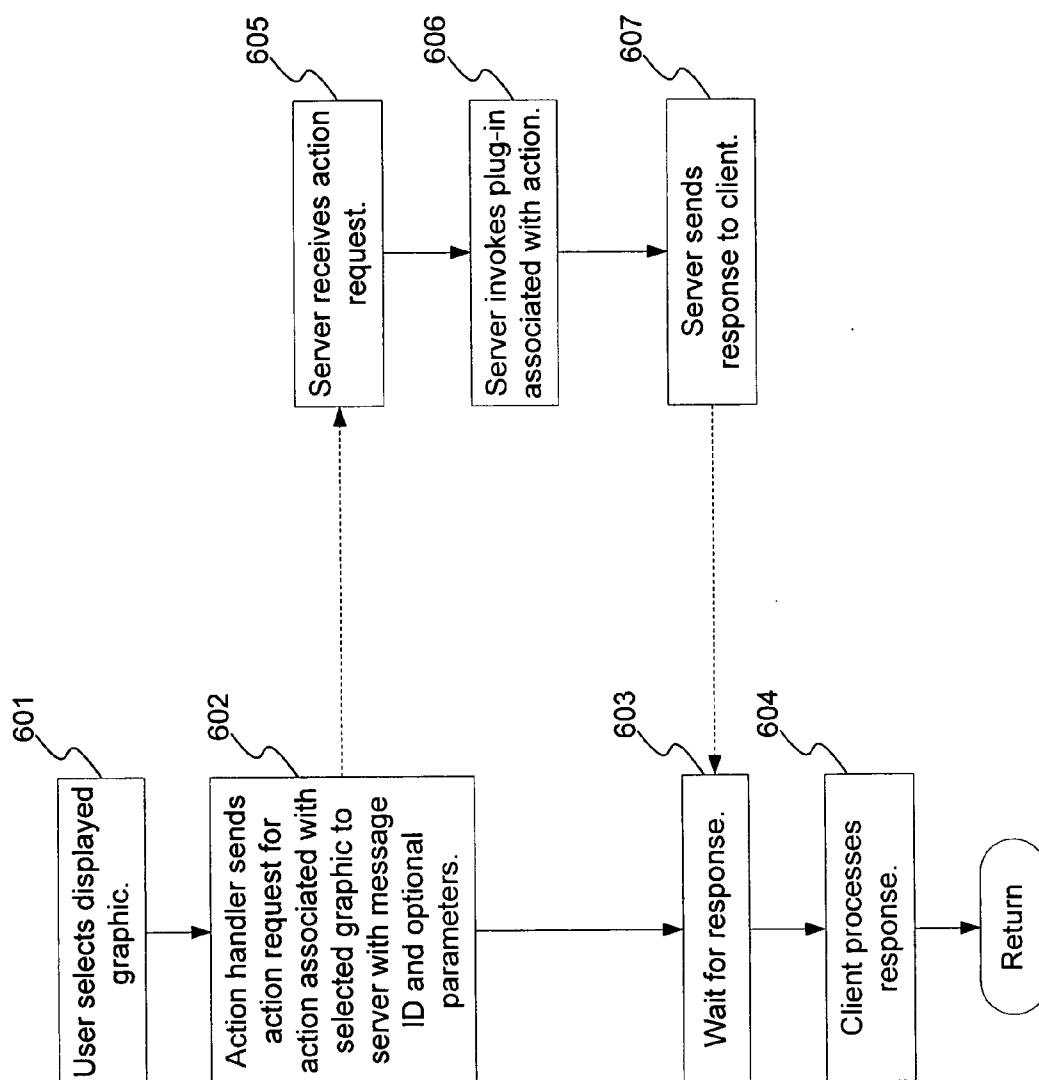 601
User selects displayed
graphic.
602
Action handler sends
action request for
action associated with
selected graphic to
server with message
ID and optional
parameters.
603
Wait for response.
604
Client processes
response.
Return
605
Server receives action
request.
606
Server invokes plug-in
associated with action.
607
Server sends
response to client.